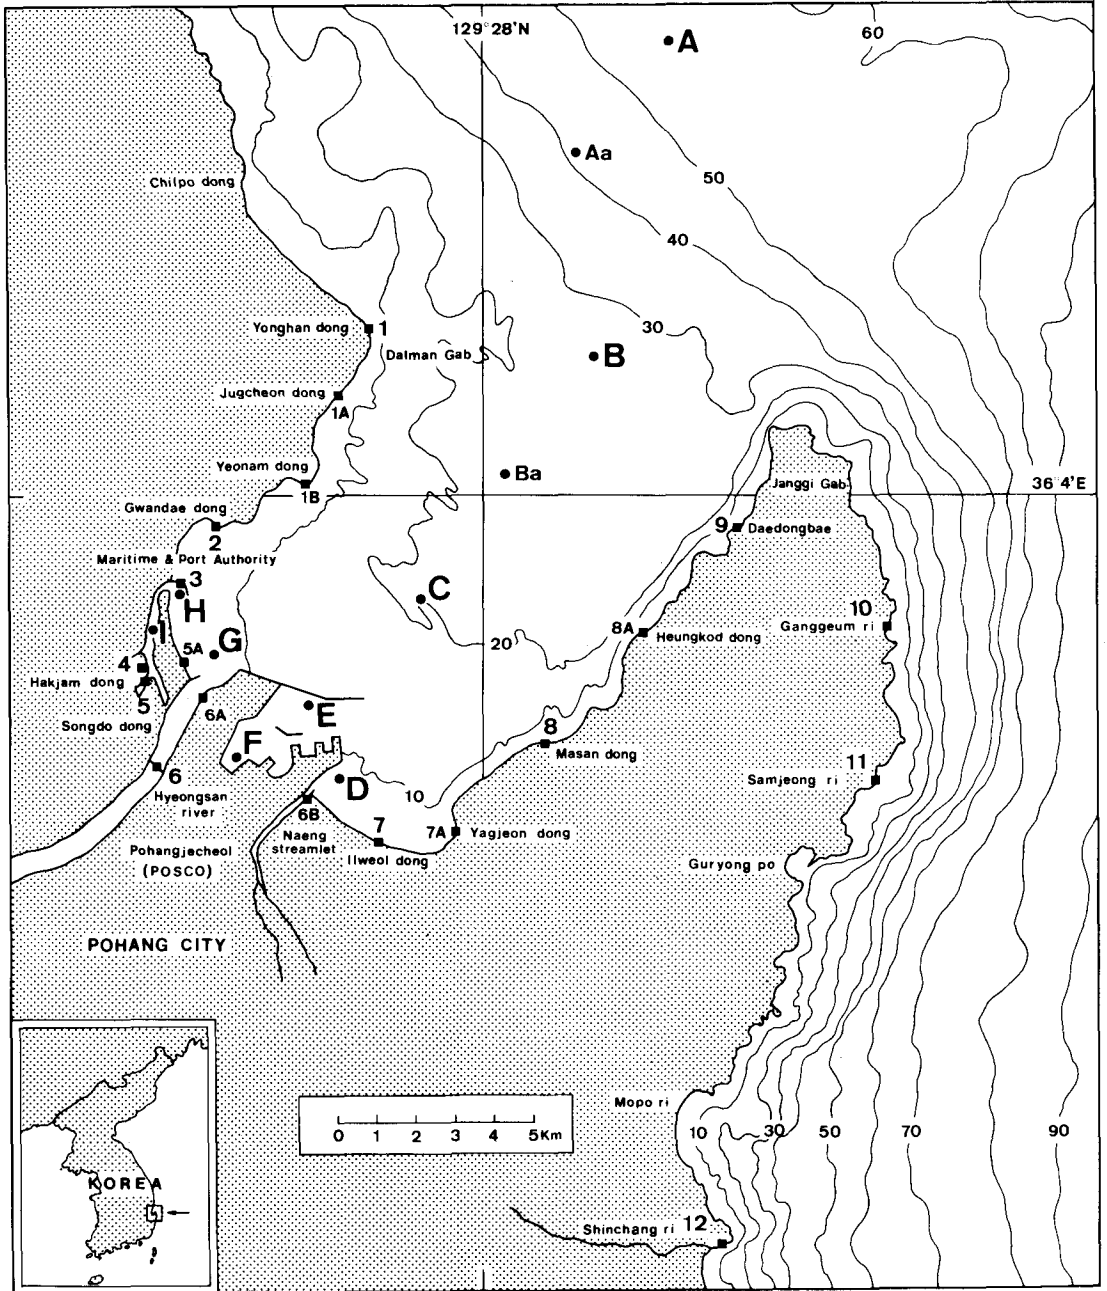 129°28'N
A
60
Aa
Chilpo dong
50
40
Yonghan dong
1
30
Dalman Gab
B
Jugcheon dong
1A
Yeonam dong
Ba
1B
Janggi Gab
36°4'E
Gwandae dong
2
9
Daedongbae
Maritime & Port Authority
3
H
C
10
I
G
8A
Heungkod dong
Ganggeum ri
5A
20
4
Hakjam dong
5
6A
Songdo dong
E
8
F
Masan dong
6
D
11
Samjeong ri
Hyeongsan
river
10
6B
7
7A
Yagjeon dong
Naeng
streamlet
Ilweol dong
Pohangjecheol
(POSCO)
Guryong po
POHANG CITY
Mopo ri
0 1 2 3 4 5 Km
10 30 50 70 90
KOREA
Shinchang ri
12